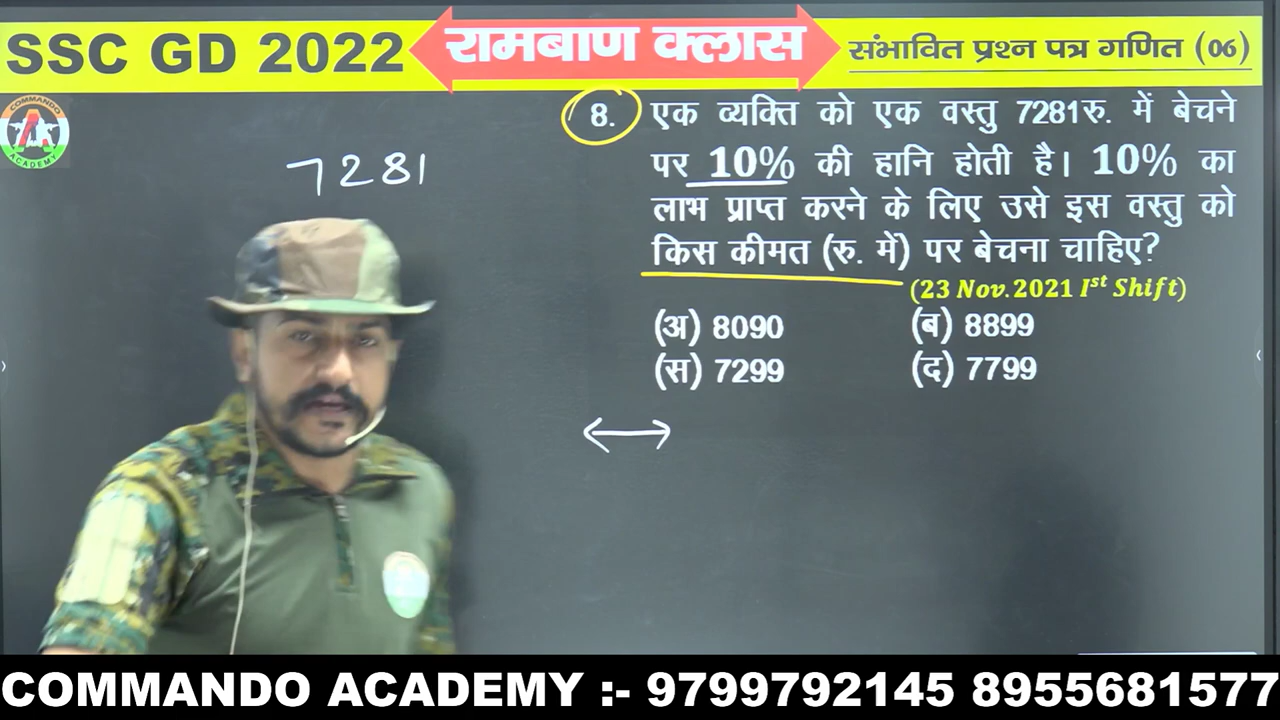 SSC GD 2022
रामबाण क्लास
संभावित प्रश्न पत्र गणित (06)
COMMANDO
ACADEMY
7281
8. एक व्यक्ति को एक वस्तु 7281रु. में बेचने
पर 10% की हानि होती है। 10% का
लाभ प्राप्त करने के लिए उसे इस वस्तु को
किस कीमत (रु. में) पर बेचना चाहिए?
(23 Nov.2021 Iˢᵗ Shift)
(अ) 8090 (ब) 8899
(स) 7299 (द) 7799
COMMANDO ACADEMY :- 9799792145 8955681577